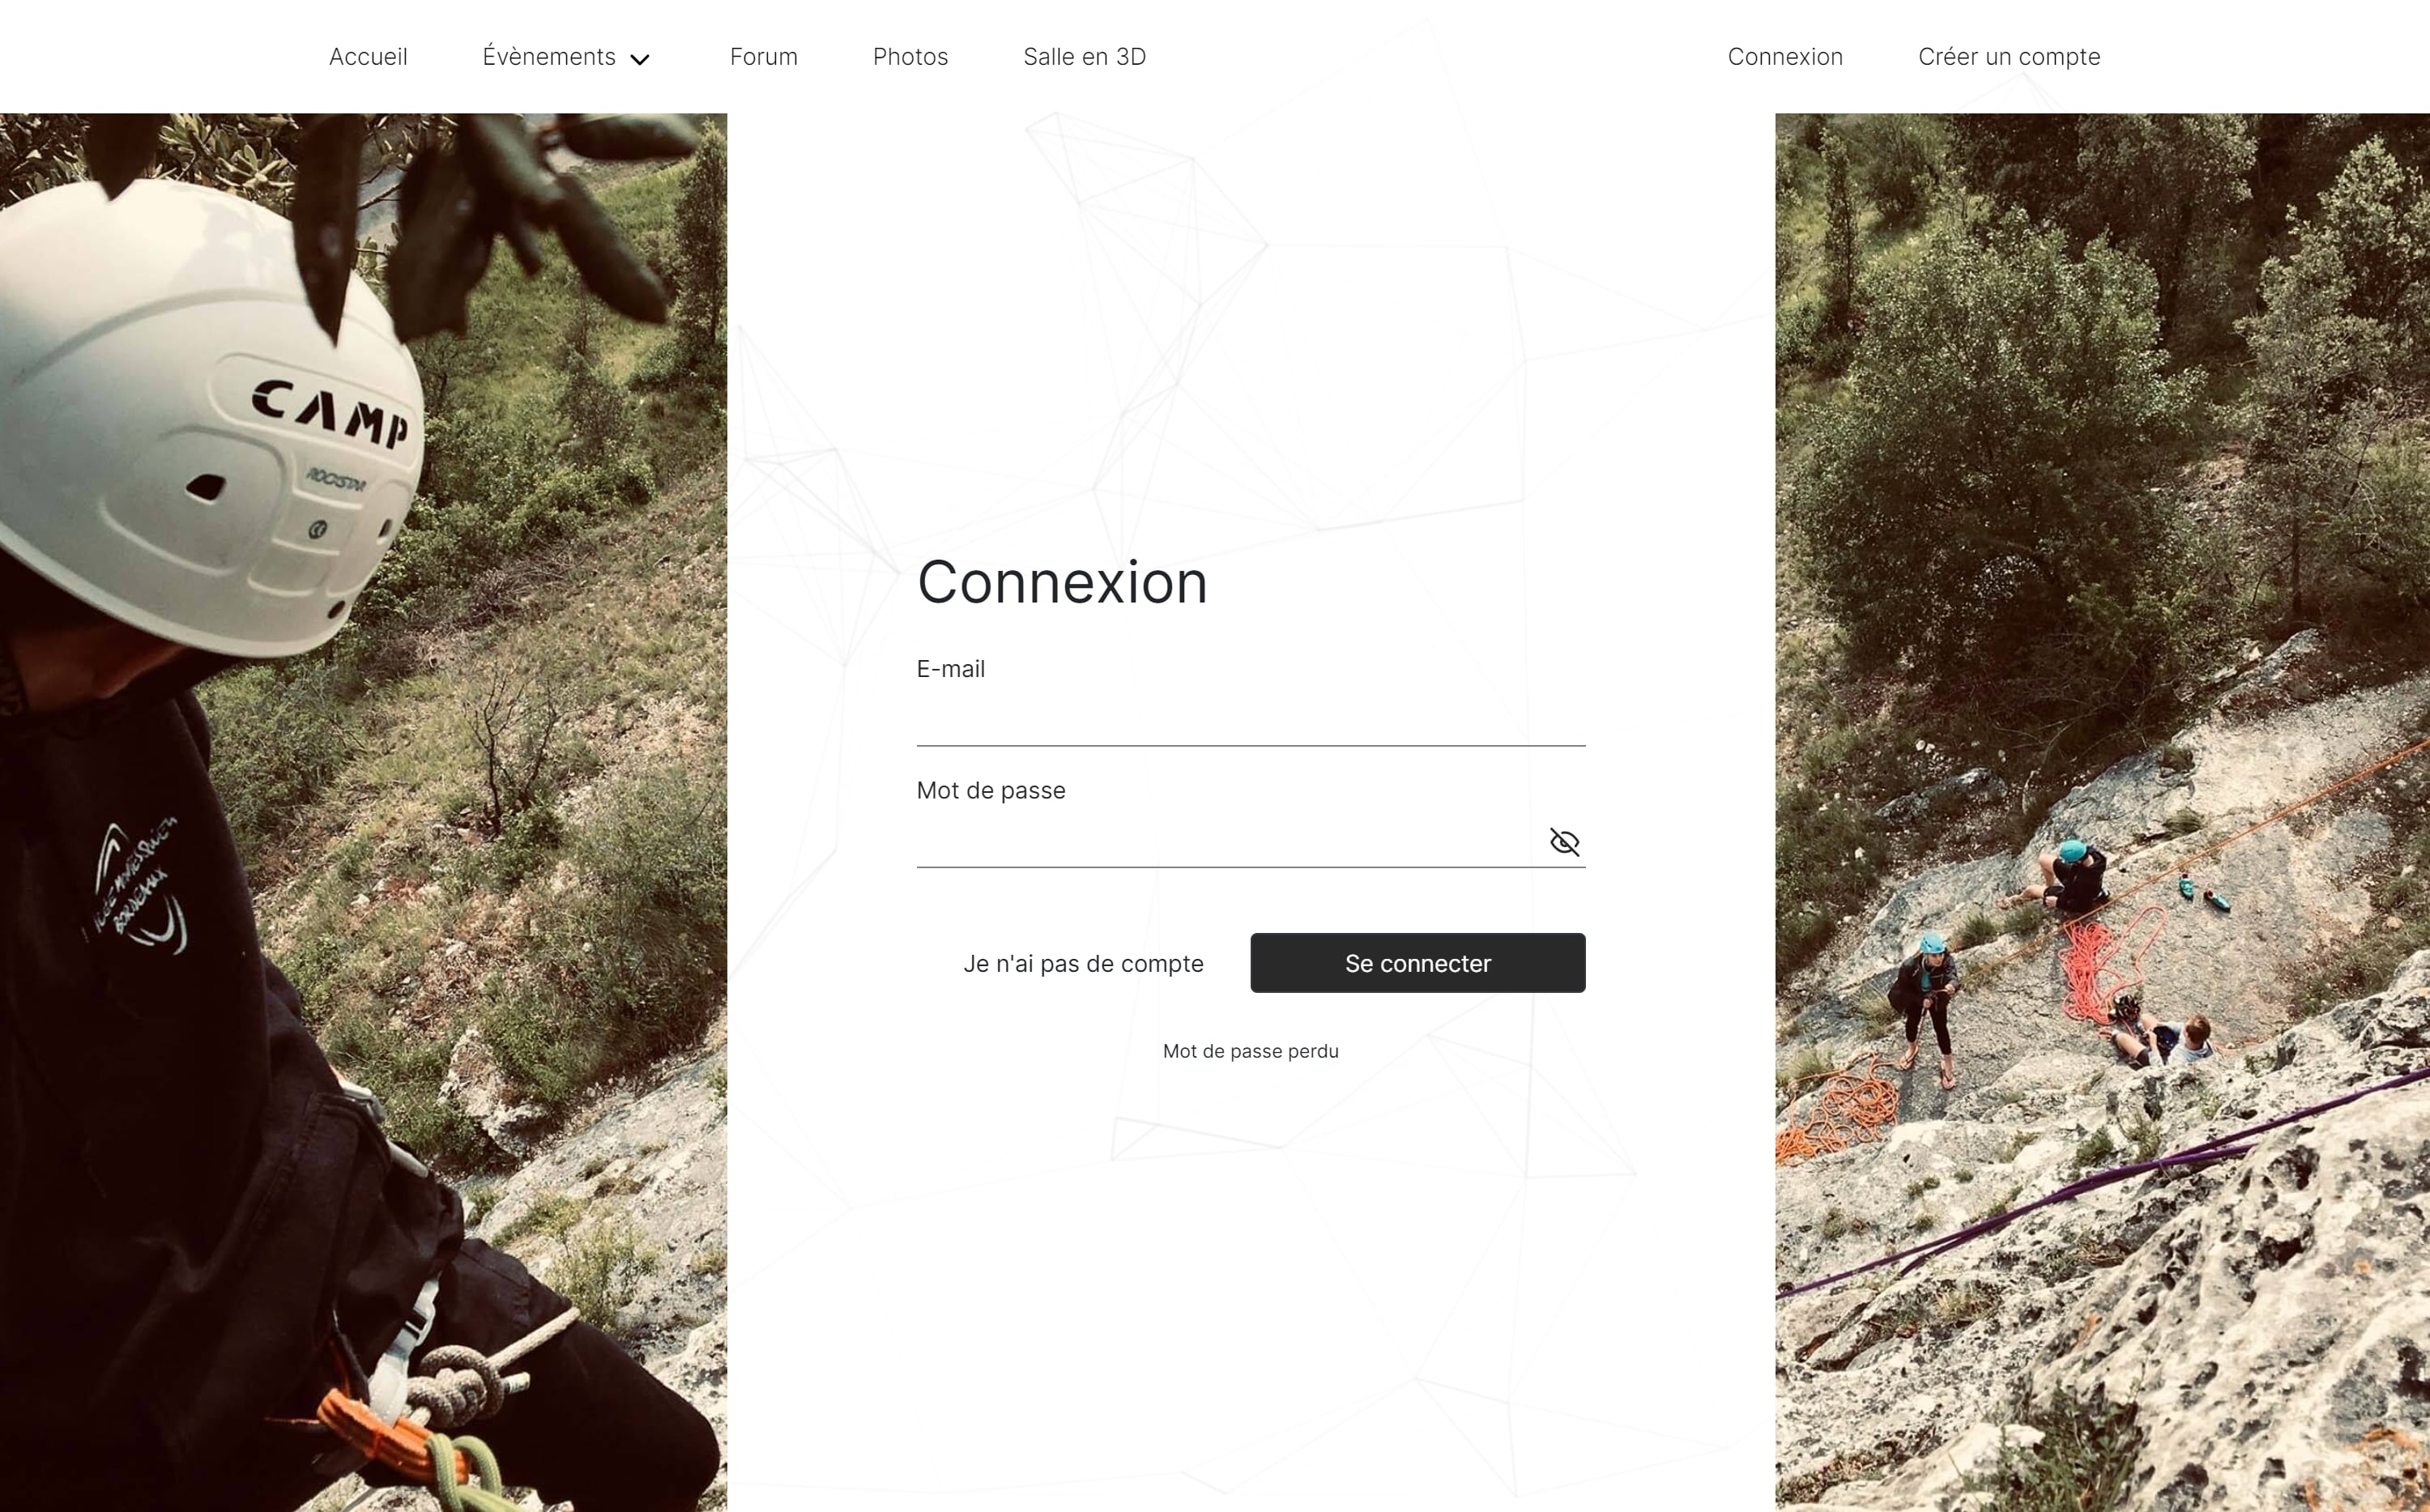 Accueil
Évènements
Forum
Photos
Salle en 3D
Connexion
Créer un compte
CAMP
ROCKSTAR
Connexion
E-mail
Mot de passe
Je n'ai pas de compte
Se connecter
Mot de passe perdu
BORDEAUX